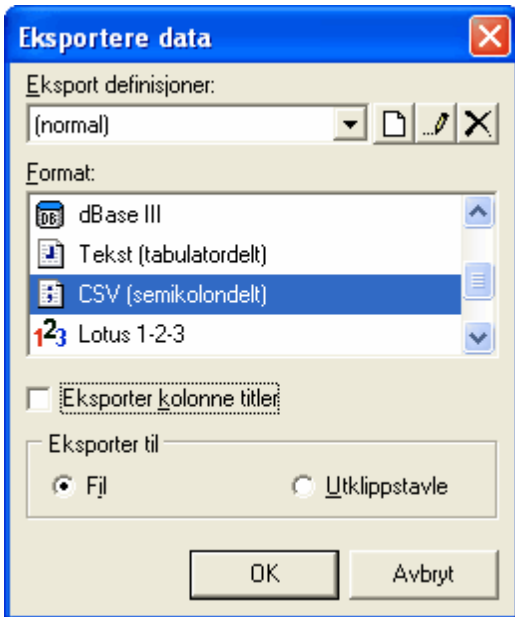 Eksportere data
Eksport definisjoner:
(normal)
Format:
dBase III
Tekst (tabulatordelt)
CSV (semikolondelt)
Lotus 1-2-3
Eksporter kolonne titler
Eksporter til
Fil
Utklippstavle
OK
Avbryt